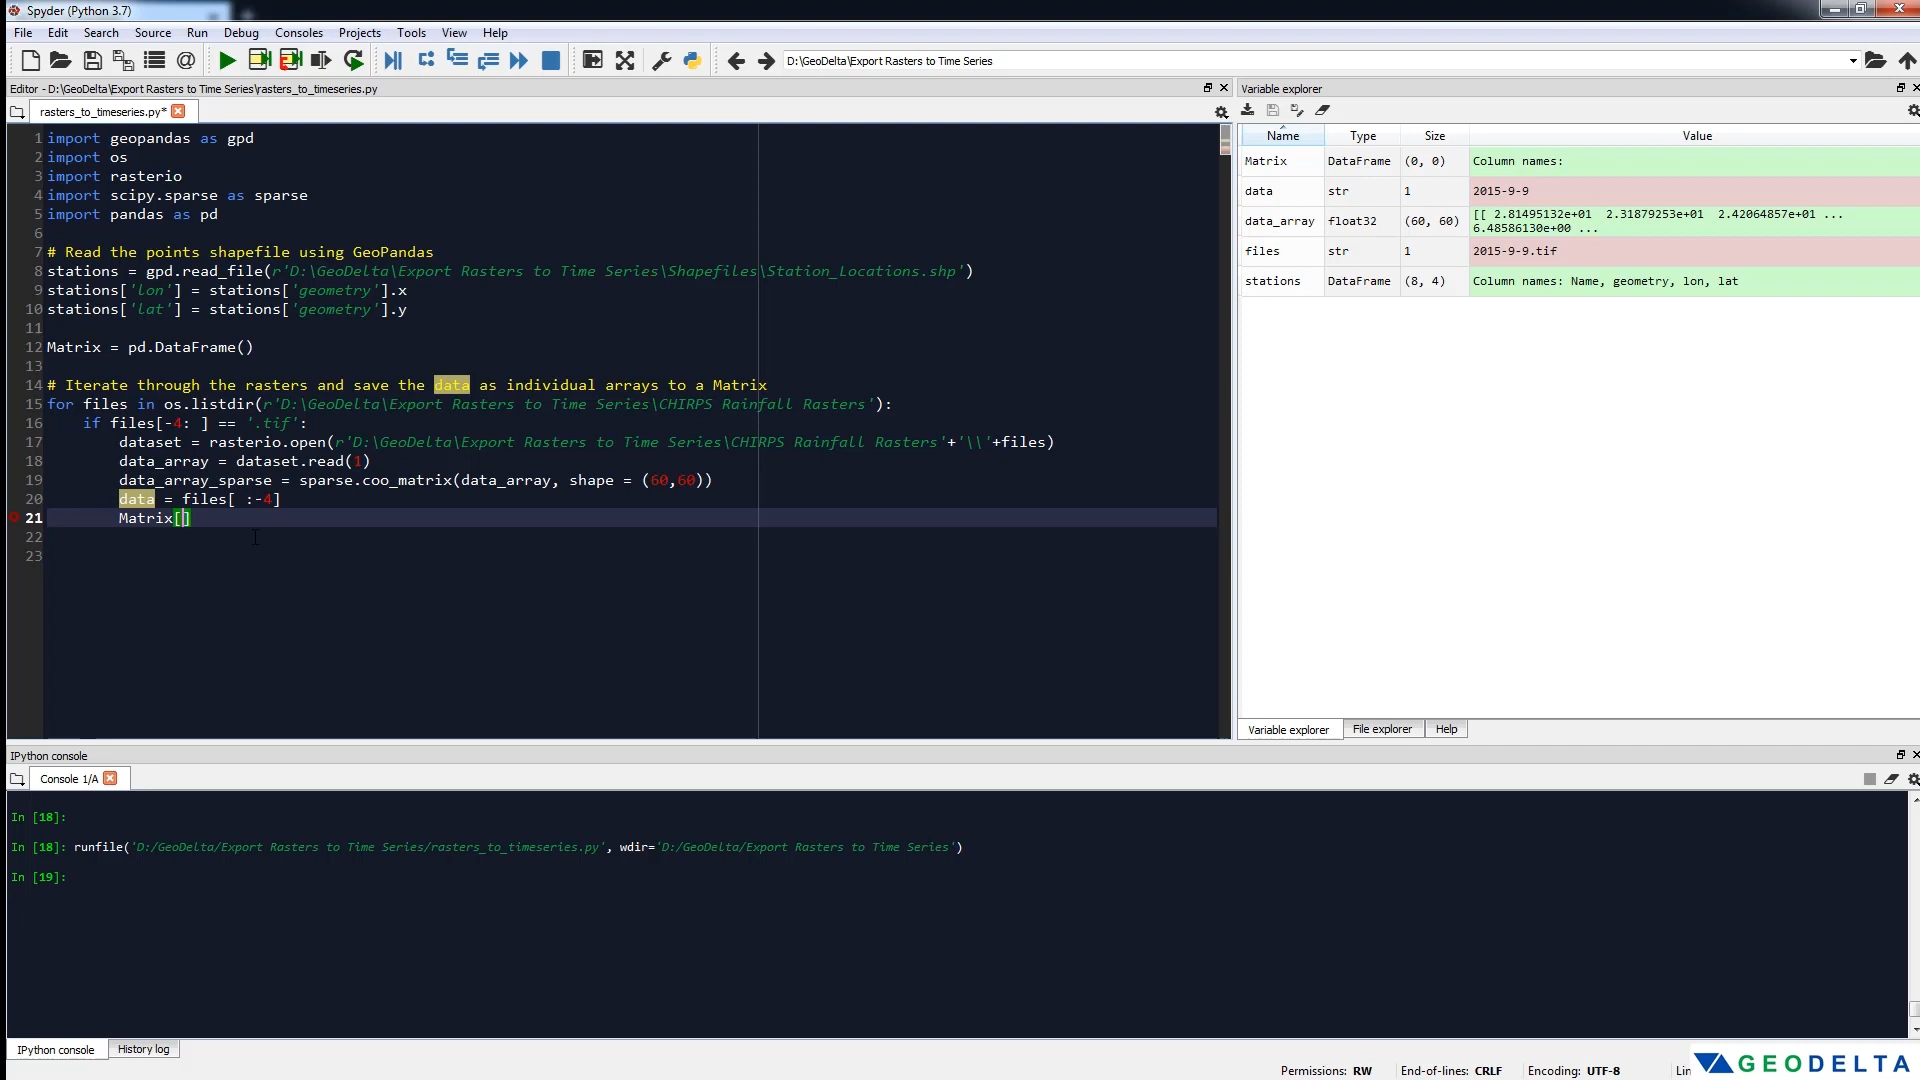 Spyder (Python 3.7)
File Edit Search Source Run Debug Consoles Projects Tools View Help
D:\GeoDelta\Export Rasters to Time Series
Editor - D:\GeoDelta\Export Rasters to Time Series\rasters_to_timeseries.py
rasters_to_timeseries.py*
1 import geopandas as gpd
2 import os
3 import rasterio
4 import scipy.sparse as sparse
5 import pandas as pd
6
7 # Read the points shapefile using GeoPandas
8 stations = gpd.read_file(r'D:\GeoDelta\Export Rasters to Time Series\Shapefiles\Station_Locations.shp')
9 stations['lon'] = stations['geometry'].x
10 stations['lat'] = stations['geometry'].y
11
12 Matrix = pd.DataFrame()
13
14 # Iterate through the rasters and save the data as individual arrays to a Matrix
15 for files in os.listdir(r'D:\GeoDelta\Export Rasters to Time Series\CHIRPS Rainfall Rasters'):
16 if files[-4: ] == '.tif':
17 dataset = rasterio.open(r'D:\GeoDelta\Export Rasters to Time Series\CHIRPS Rainfall Rasters'+'\\'+files)
18 data_array = dataset.read(1)
19 data_array_sparse = sparse.coo_matrix(data_array, shape = (60,60))
20 data = files[ :-4]
21 Matrix[]
22
23
Variable explorer
Name Type Size Value
Matrix DataFrame (0, 0) Column names:
data str 1 2015-9-9
data_array float32 (60, 60) [[ 2.81495132e+01 2.31879253e+01 2.42064857e+01 ...
6.48586130e+00 ...
files str 1 2015-9-9.tif
stations DataFrame (8, 4) Column names: Name, geometry, lon, lat
Variable explorer File explorer Help
IPython console
Console 1/A
In [18]:
In [18]: runfile('D:/GeoDelta/Export Rasters to Time Series/rasters_to_timeseries.py', wdir='D:/GeoDelta/Export Rasters to Time Series')
In [19]:
IPython console History log
Permissions: RW End-of-lines: CRLF Encoding: UTF-8 Lin
GEODELTA